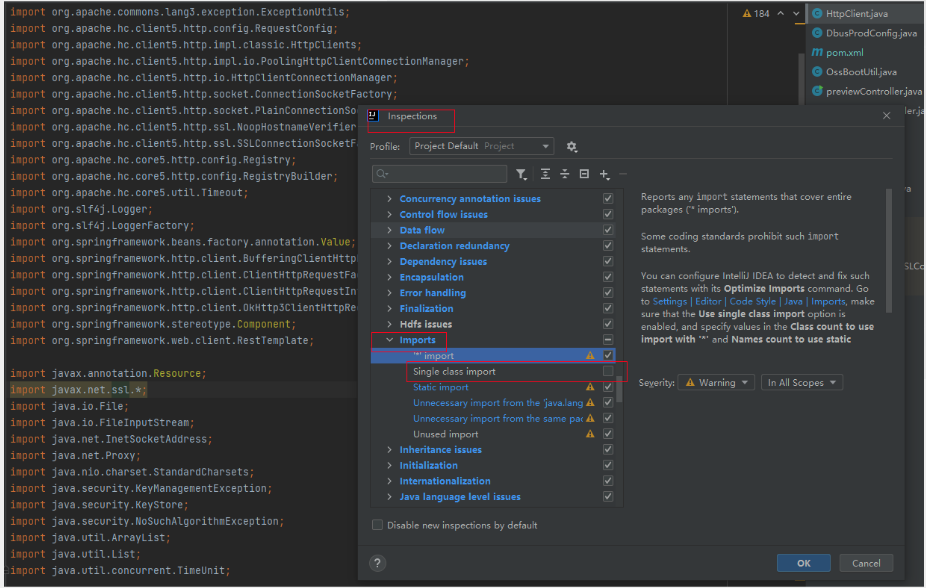 import org.apache.commons.lang3.exception.ExceptionUtils;
import org.apache.hc.client5.http.config.RequestConfig;
import org.apache.hc.client5.http.impl.classic.HttpClients;
import org.apache.hc.client5.http.impl.io.PoolingHttpClientConnectionManager;
import org.apache.hc.client5.http.io.HttpClientConnectionManager;
import org.apache.hc.client5.http.socket.ConnectionSocketFactory;
import org.apache.hc.client5.http.socket.PlainConnectionSo
import org.apache.hc.client5.http.ssl.NoopHostnameVerifier
import org.apache.hc.client5.http.ssl.SSLConnectionSocketF
import org.apache.hc.core5.http.config.Registry;
import org.apache.hc.core5.http.config.RegistryBuilder;
import org.apache.hc.core5.util.Timeout;
import org.slf4j.Logger;
import org.slf4j.LoggerFactory;
import org.springframework.beans.factory.annotation.Value;
import org.springframework.http.client.BufferingClientHttpR
import org.springframework.http.client.ClientHttpRequestFac
import org.springframework.http.client.ClientHttpRequestInt
import org.springframework.http.client.OkHttp3ClientHttpReq
import org.springframework.stereotype.Component;
import org.springframework.web.client.RestTemplate;
import javax.annotation.Resource;
import javax.net.ssl.*;
import java.io.File;
import java.io.FileInputStream;
import java.net.InetSocketAddress;
import java.net.Proxy;
import java.nio.charset.StandardCharsets;
import java.security.KeyManagementException;
import java.security.KeyStore;
import java.security.NoSuchAlgorithmException;
import java.util.ArrayList;
import java.util.List;
import java.util.concurrent.TimeUnit;
184
HttpClient.java
DbusProdConfig.java
pom.xml
OssBootUtil.java
previewController.java
ler.ja
va
SLCo
Inspections
Profile: Project Default Project
Concurrency annotation issues
Control flow issues
Data flow
Declaration redundancy
Dependency issues
Encapsulation
Error handling
Finalization
Hdfs issues
Imports
'*' import
Single class import
Static import
Unnecessary import from the 'java.lang
Unnecessary import from the same pac
Unused import
Inheritance issues
Initialization
Internationalization
Java language level issues
Reports any import statements that cover entire
packages ('* imports').
Some coding standards prohibit such import
statements.
You can configure IntelliJ IDEA to detect and fix such
statements with its Optimize Imports command. Go
to Settings | Editor | Code Style | Java | Imports, make
sure that the Use single class import option is
enabled, and specify values in the Class count to use
import with '*' and Names count to use static
Severity: Warning In All Scopes
Disable new inspections by default
?
OK
Cancel